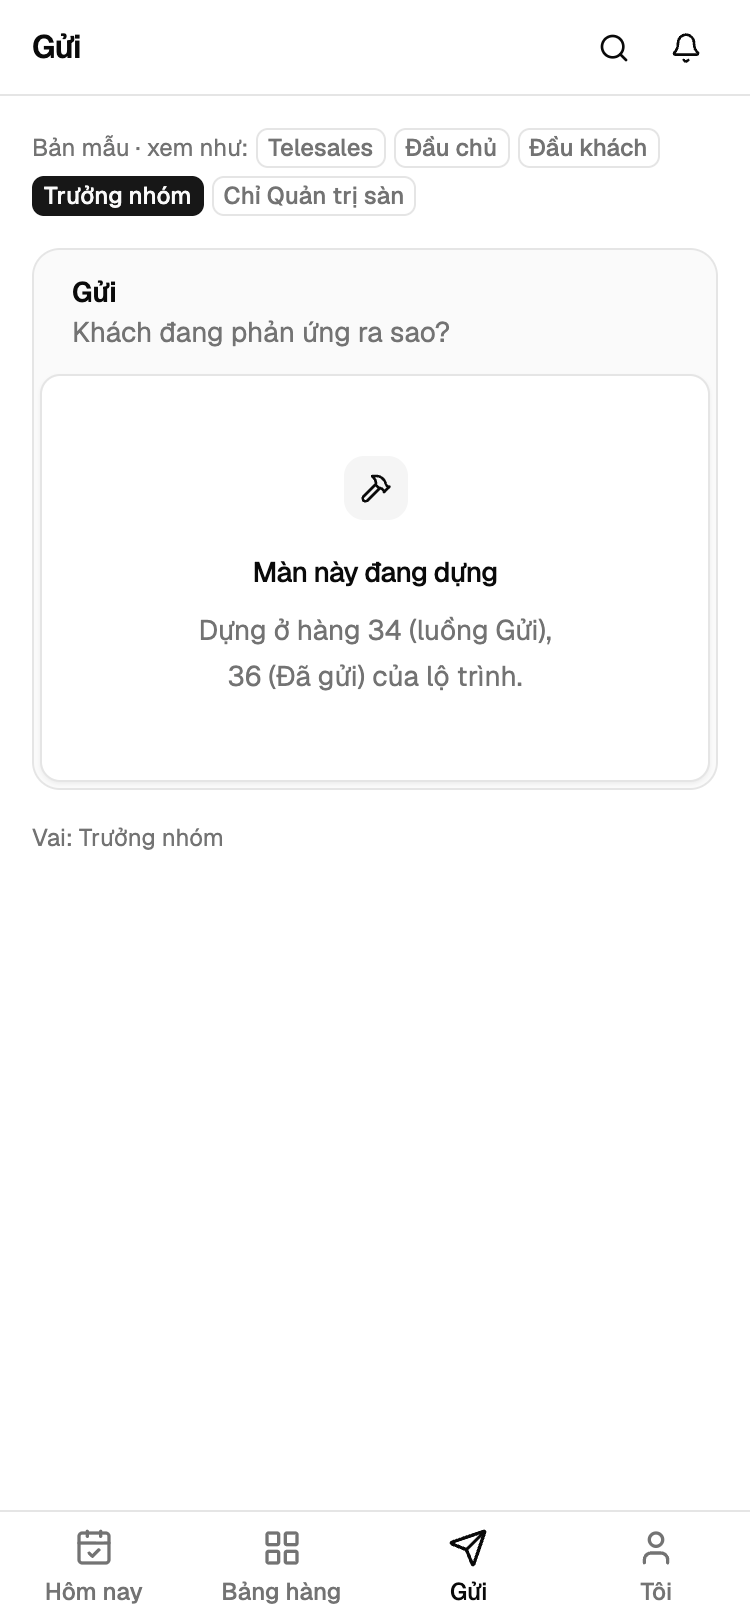 Gửi
Bản mẫu · xem như: Telesales Đầu chủ Đầu khách
Trưởng nhóm Chỉ Quản trị sàn
Gửi
Khách đang phản ứng ra sao?
Màn này đang dựng
Dựng ở hàng 34 (luồng Gửi),
36 (Đã gửi) của lộ trình.
Vai: Trưởng nhóm
Hôm nay Bảng hàng Gửi Tôi